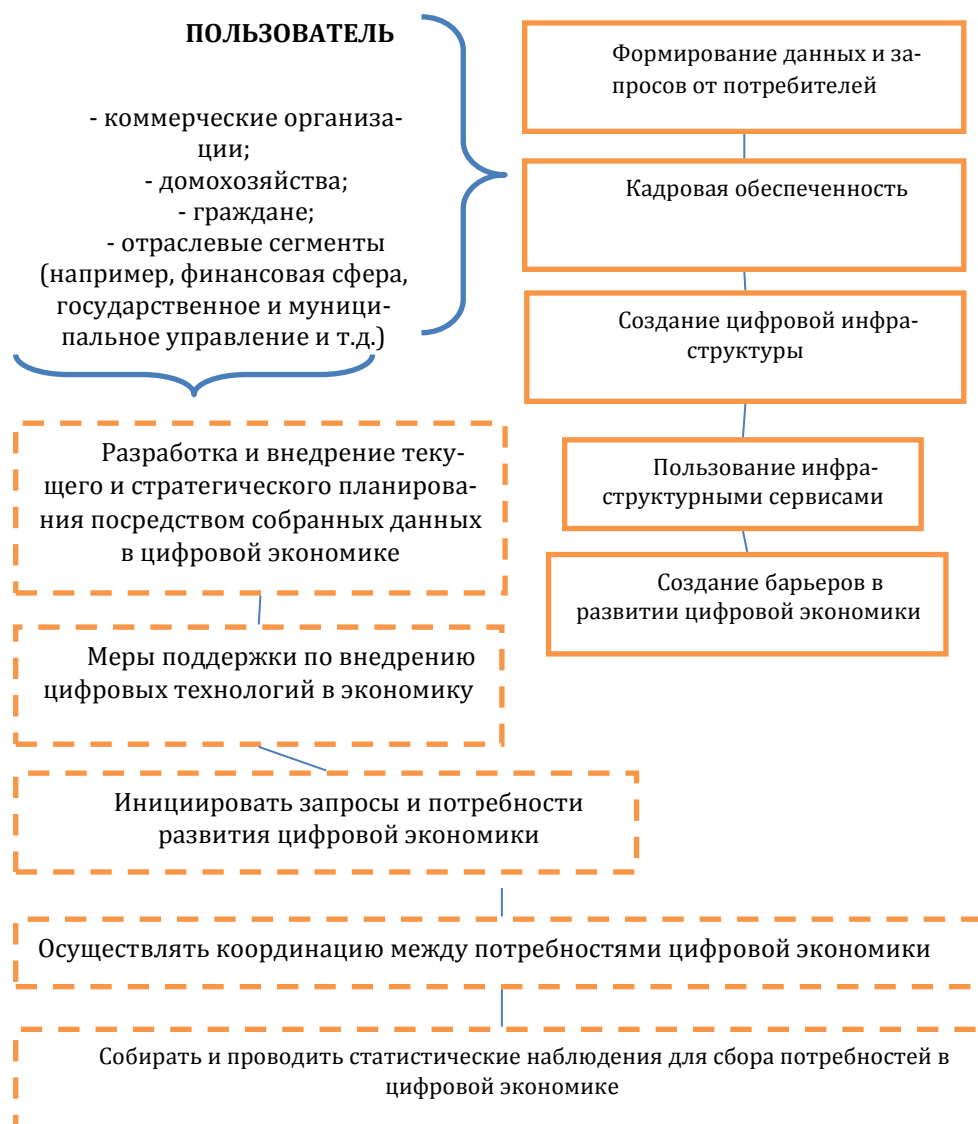 ПОЛЬЗОВАТЕЛЬ
- коммерческие организа-
ции;
- домохозяйства;
- граждане;
- отраслевые сегменты
(например, финансовая сфера,
государственное и муници-
пальное управление и т.д.)
Формирование данных и за-
просов от потребителей
Кадровая обеспеченность
Создание цифровой инфра-
структуры
Пользование инфра-
структурными сервисами
Создание барьеров в
развитии цифровой экономики
Разработка и внедрение теку-
щего и стратегического планирова-
ния посредством собранных данных
в цифровой экономике
Меры поддержки по внедрению
цифровых технологий в экономику
Инициировать запросы и потребности
развития цифровой экономики
Осуществлять координацию между потребностями цифровой экономики
Собирать и проводить статистические наблюдения для сбора потребностей в
цифровой экономике